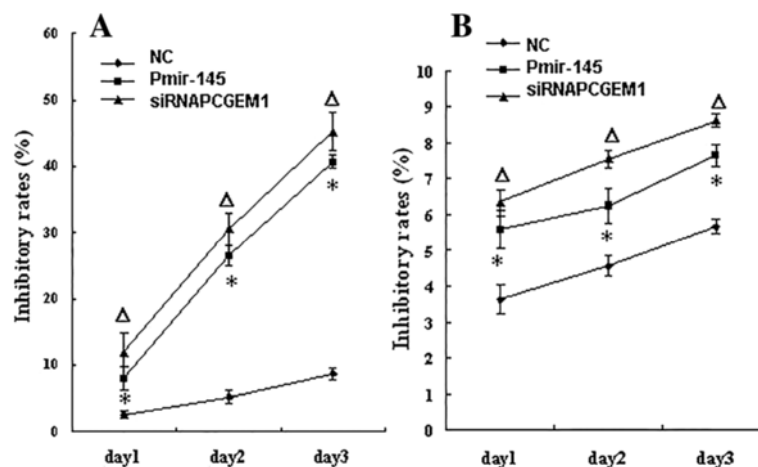 A
NC
Pmir-145
siRNAPCGEM1
Inhibitory rates (%)
60
50
40
30
20
10
0
Δ
Δ
Δ
*
*
*
day1 day2 day3
B
NC
Pmir-145
siRNAPCGEM1
Inhibitory rates (%)
10
9
8
7
6
5
4
3
2
1
0
Δ
Δ
Δ
*
*
*
day1 day2 day3